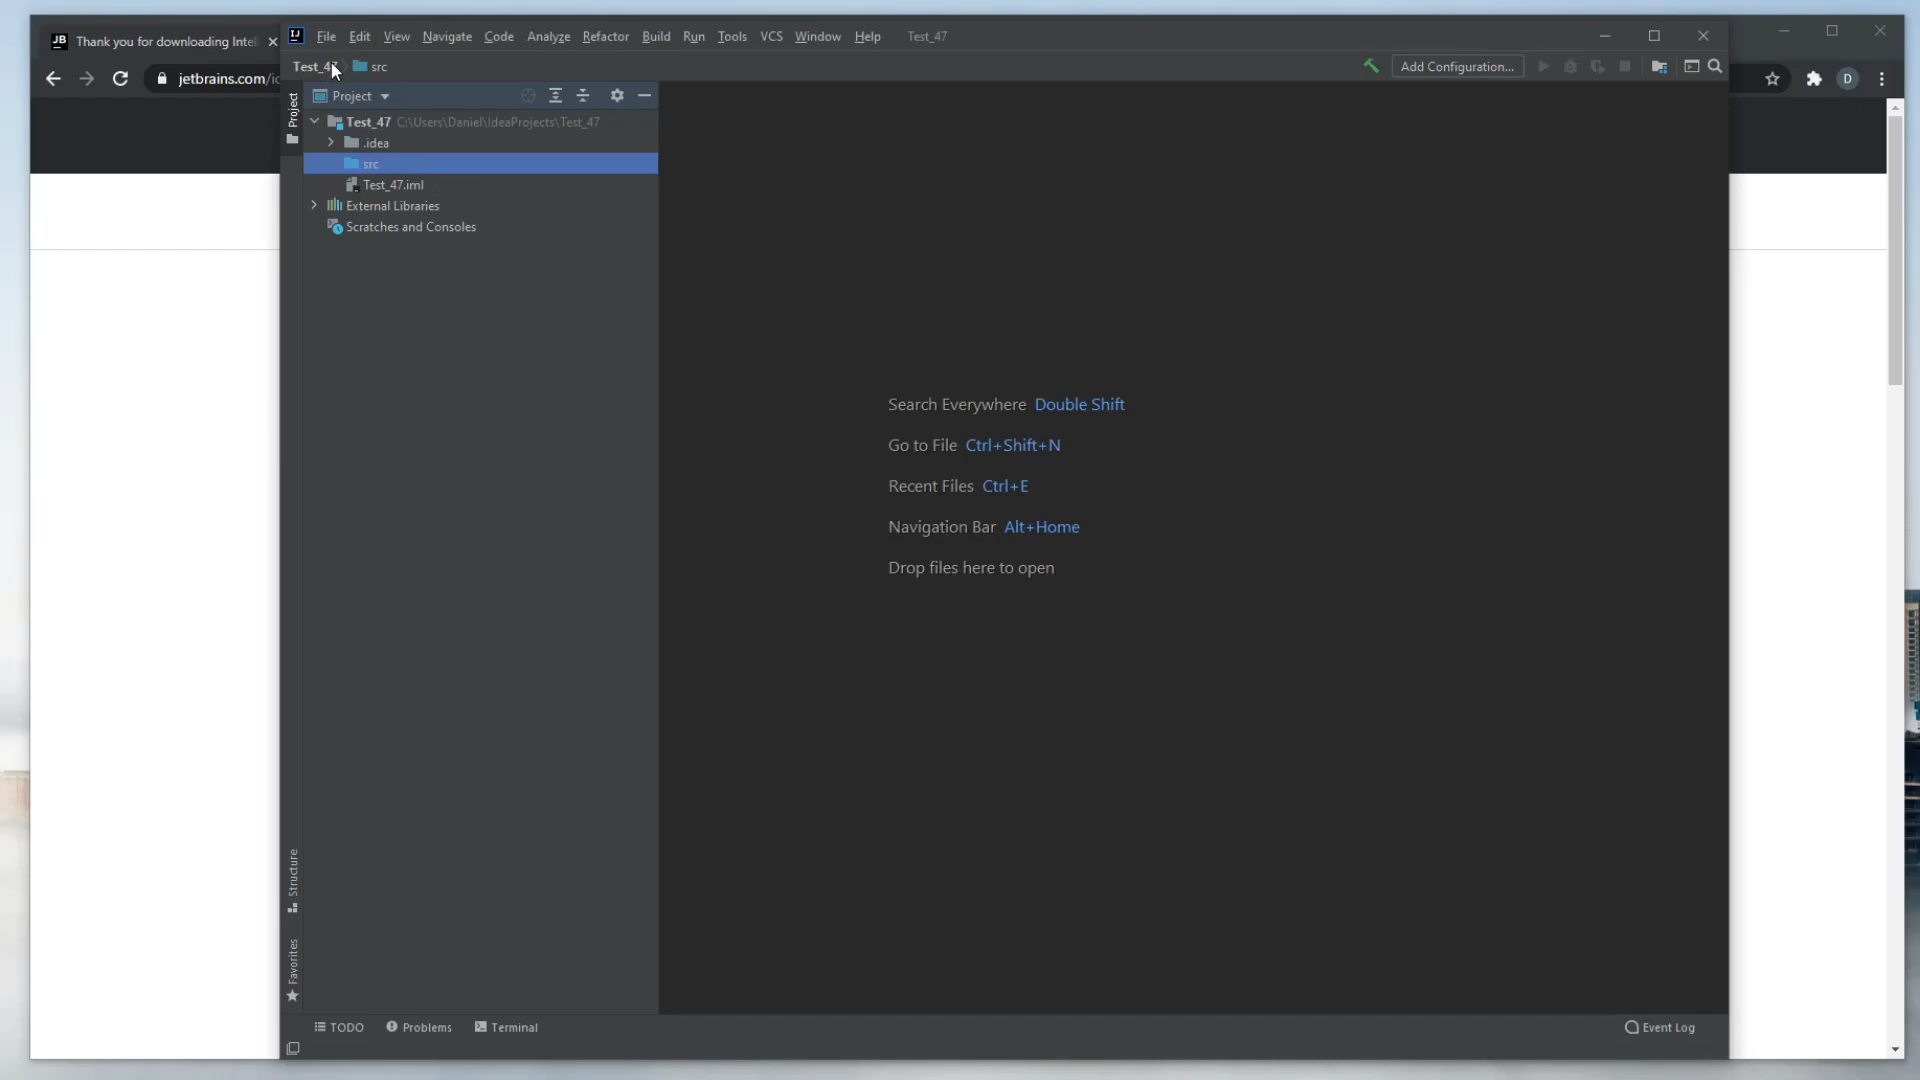 JB Thank you for downloading Intel
IJ File Edit View Navigate Code Analyze Refactor Build Run Tools VCS Window Help Test_47
jetbrains.com/id
Test_47 src
Add Configuration...
D
Project
Project
Test_47 C:\Users\Daniel\IdeaProjects\Test_47
.idea
src
Test_47.iml
External Libraries
Scratches and Consoles
Search Everywhere Double Shift
Go to File Ctrl+Shift+N
Recent Files Ctrl+E
Navigation Bar Alt+Home
Drop files here to open
Structure
Favorites
TODO Problems Terminal
Event Log